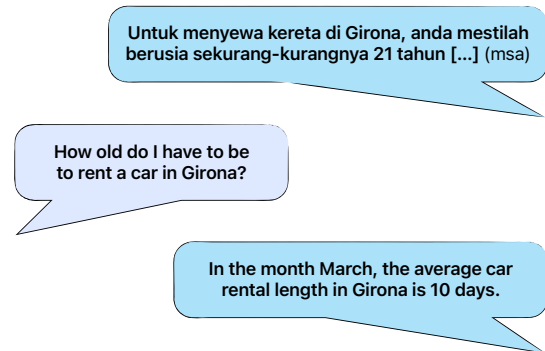 Untuk menyewa kereta di Girona, anda mestilah
berusia sekurang-kurangnya 21 tahun [...] (msa)
How old do I have to be
to rent a car in Girona?
In the month March, the average car
rental length in Girona is 10 days.